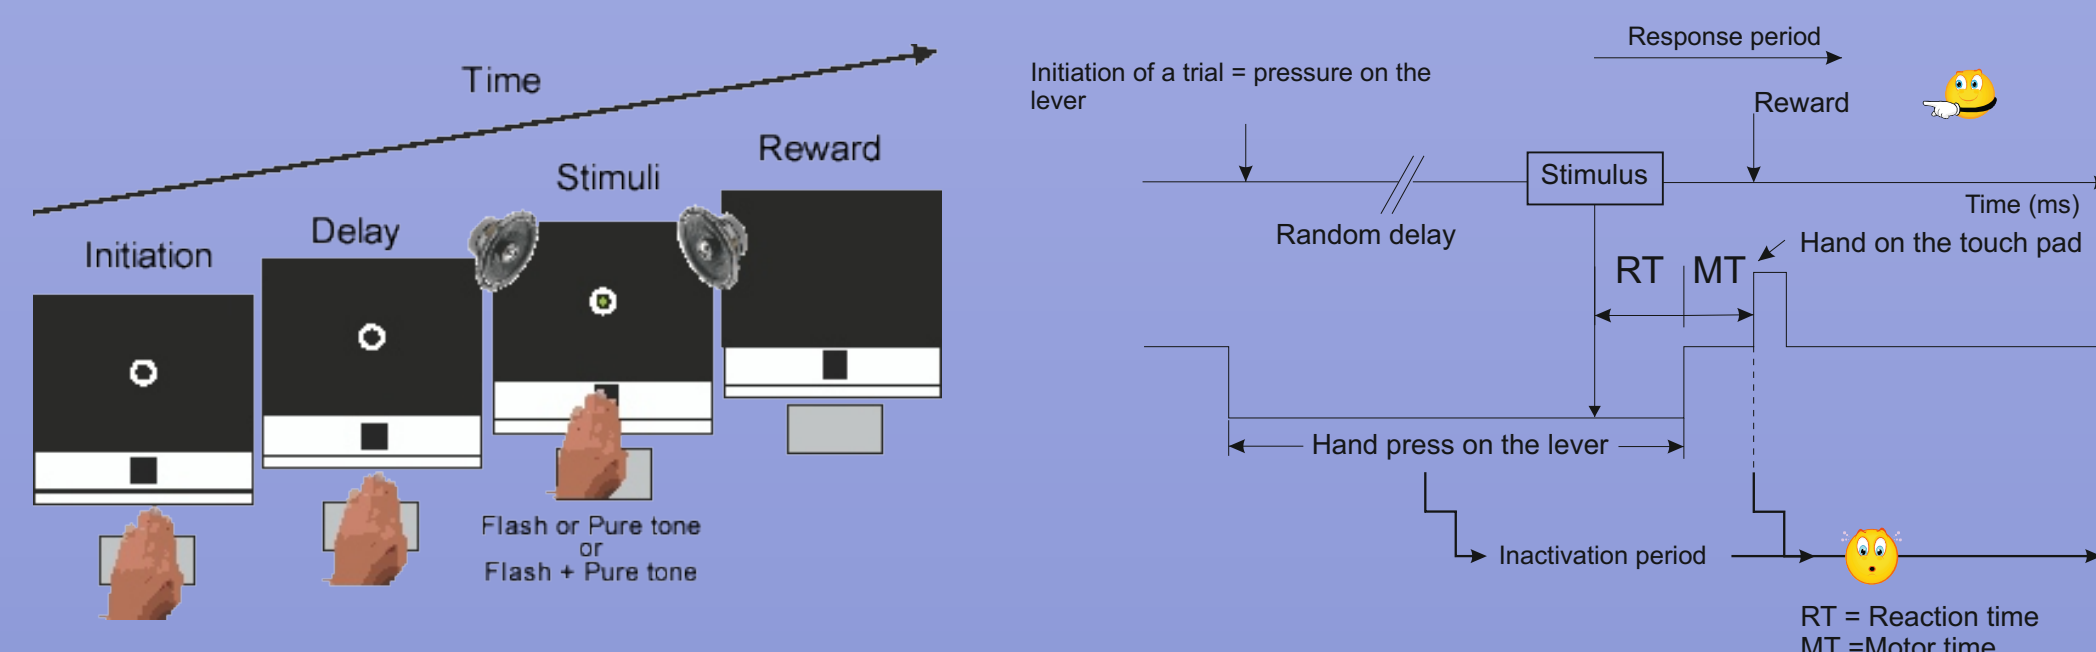 Time
Initiation
Delay
Stimuli
Reward
Flash or Pure tone
or
Flash + Pure tone
Response period
Initiation of a trial = pressure on the
lever
Reward
Stimulus
Time (ms)
Random delay
Hand on the touch pad
RT
MT
Hand press on the lever
Inactivation period
RT = Reaction time
MT =Motor time